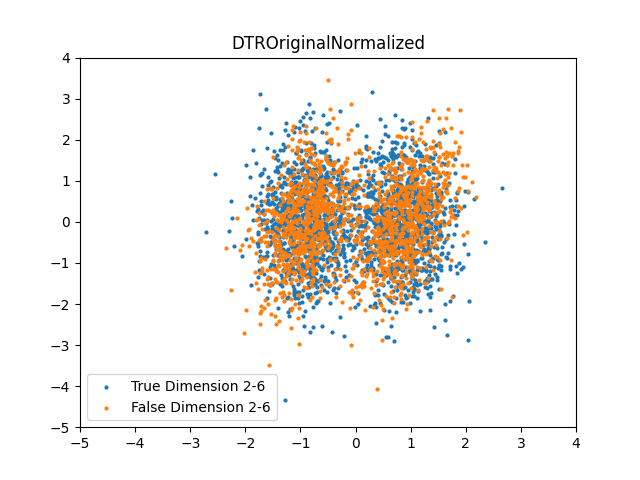 DTROriginalNormalized
4
3
2
1
0
−1
−2
−3
−4
−5
True Dimension 2-6
False Dimension 2-6
−5 −4 −3 −2 −1 0 1 2 3 4